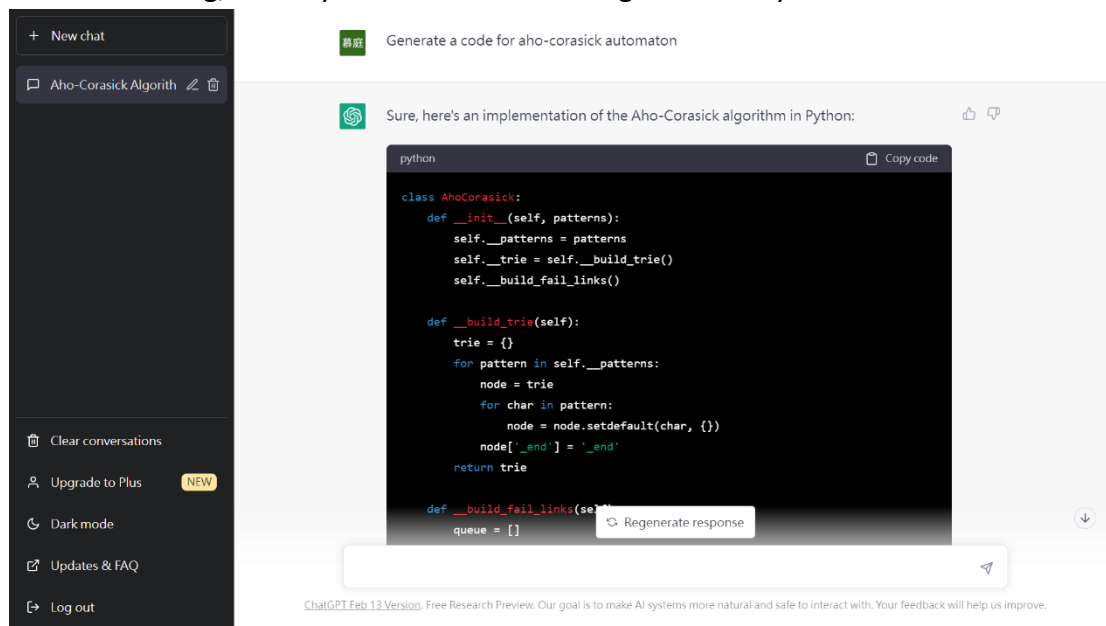 New chat
Aho-Corasick Algorith
Clear conversations
Upgrade to Plus NEW
Dark mode
Updates & FAQ
Log out
慕庭 Generate a code for aho-corasick automaton
Sure, here's an implementation of the Aho-Corasick algorithm in Python:
python Copy code
class AhoCorasick:
    def __init__(self, patterns):
        self.__patterns = patterns
        self.__trie = self.__build_trie()
        self.__build_fail_links()
    def __build_trie(self):
        trie = {}
        for pattern in self.__patterns:
            node = trie
            for char in pattern:
                node = node.setdefault(char, {})
            node['_end'] = '_end'
        return trie
    def __build_fail_links(se
        queue = []
Regenerate response
ChatGPT Feb 13 Version. Free Research Preview. Our goal is to make AI systems more natural and safe to interact with. Your feedback will help us improve.